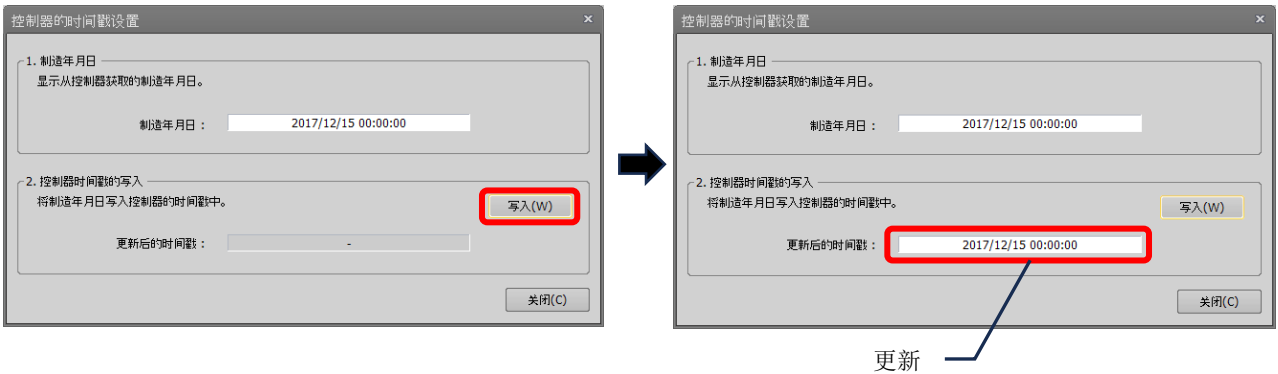 控制器的时间戳设置 ×
1. 制造年月日
显示从控制器获取的制造年月日。
制造年月日： 2017/12/15 00:00:00
2. 控制器时间戳的写入
将制造年月日写入控制器的时间戳中。
写入(W)
更新后的时间戳： -
关闭(C)
控制器的时间戳设置 ×
1. 制造年月日
显示从控制器获取的制造年月日。
制造年月日： 2017/12/15 00:00:00
2. 控制器时间戳的写入
将制造年月日写入控制器的时间戳中。
写入(W)
更新后的时间戳： 2017/12/15 00:00:00
关闭(C)
更新